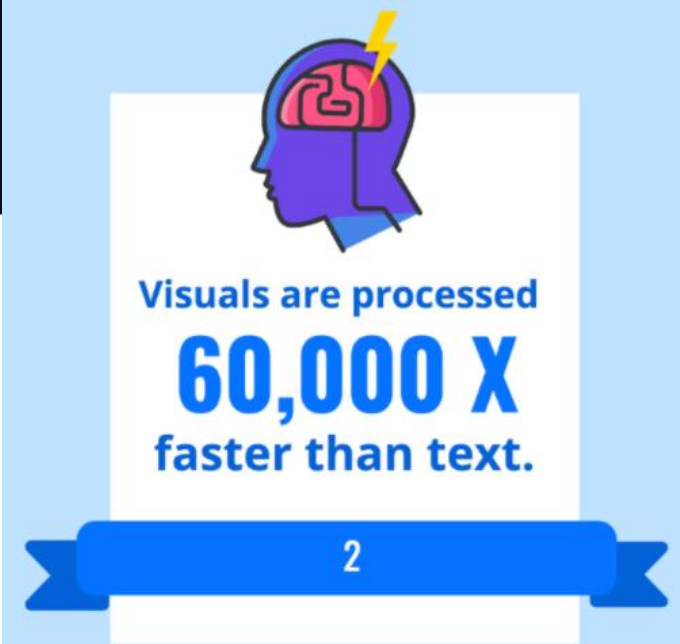 Visuals are processed
60,000 X
faster than text.
2